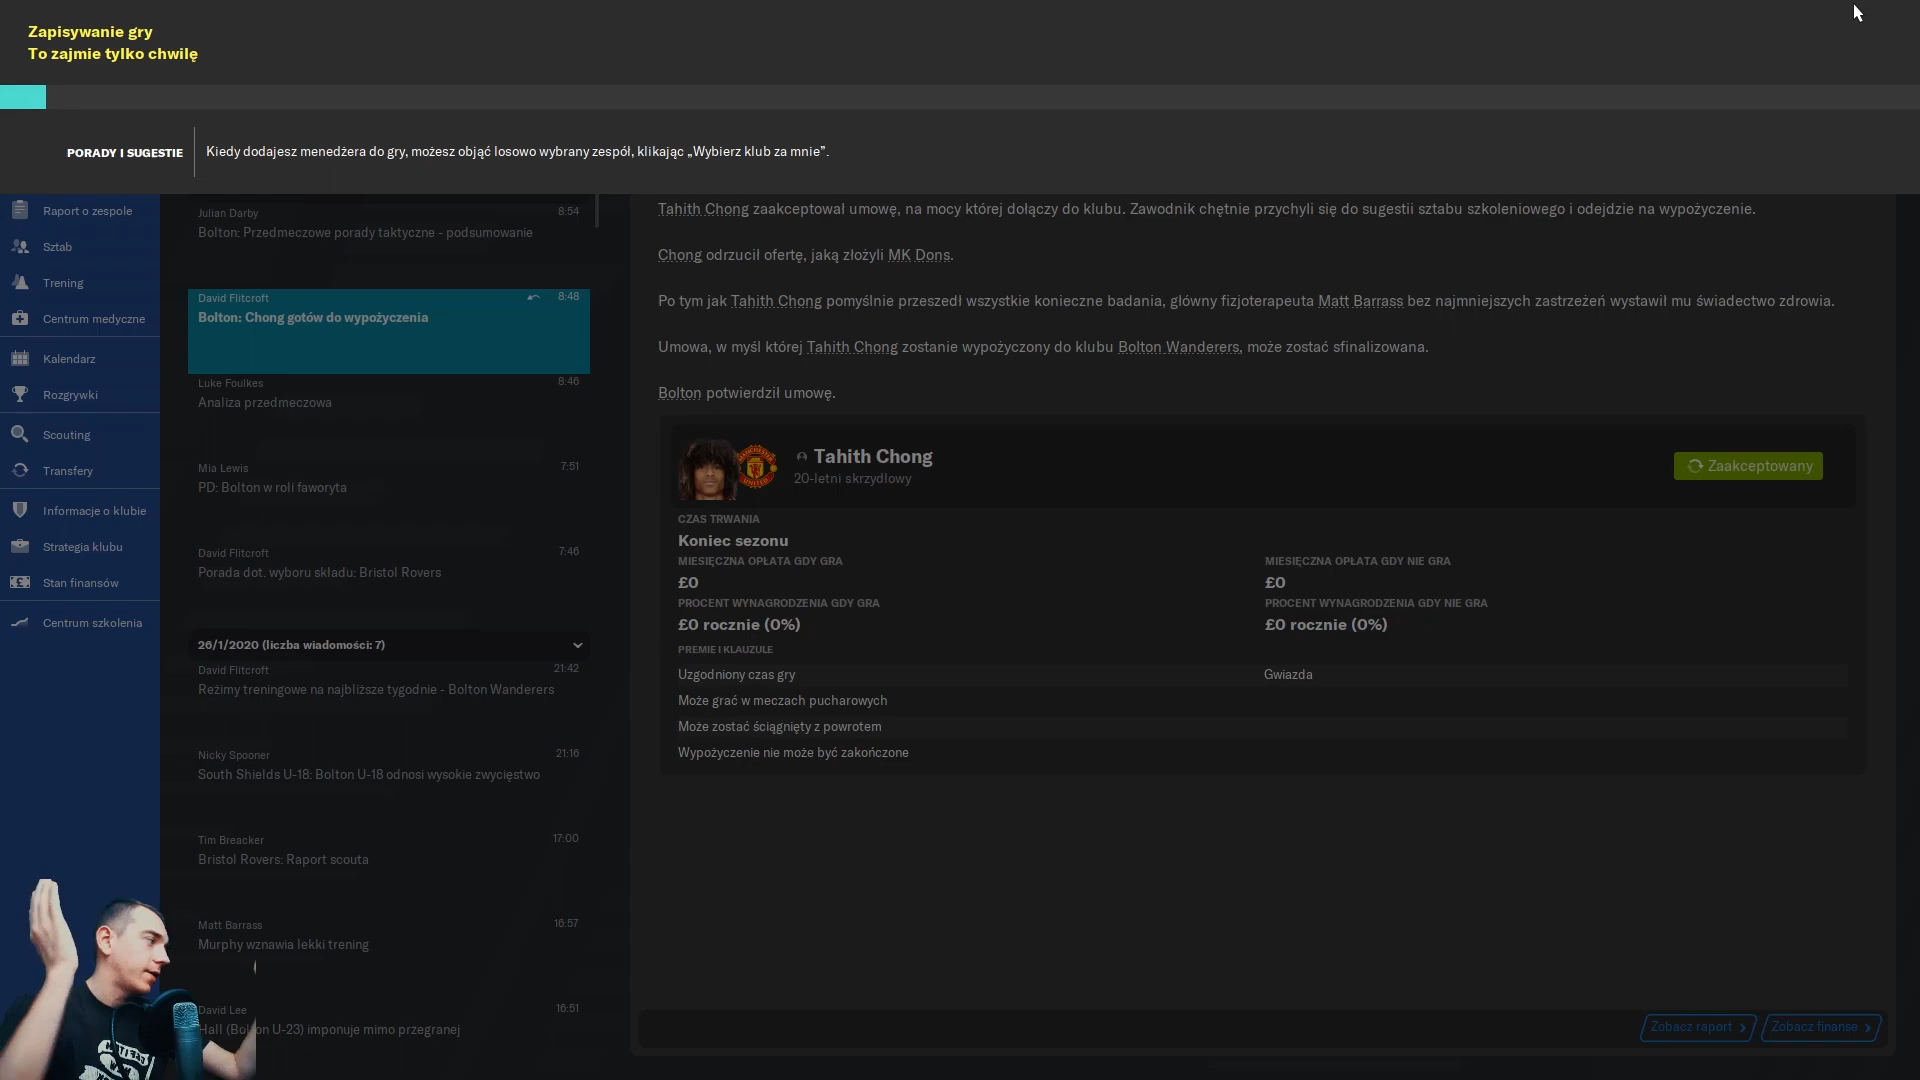 Zapisywanie gry
To zajmie tylko chwilę
PORADY I SUGESTIE
Kiedy dodajesz menedżera do gry, możesz objąć losowo wybrany zespół, klikając „Wybierz klub za mnie”.
Raport o zespole
Sztab
Trening
Centrum medyczne
Kalendarz
Rozgrywki
Scouting
Transfery
Informacje o klubie
Strategia klubu
Stan finansów
Centrum szkolenia
Julian Darby 8:54
Bolton: Przedmeczowe porady taktyczne - podsumowanie
David Flitcroft 8:48
Bolton: Chong gotów do wypożyczenia
Luke Foulkes 8:46
Analiza przedmeczowa
Mia Lewis 7:51
PD: Bolton w roli faworyta
David Flitcroft 7:46
Porada dot. wyboru składu: Bristol Rovers
26/1/2020 (liczba wiadomości: 7)
David Flitcroft 21:42
Reżimy treningowe na najbliższe tygodnie - Bolton Wanderers
Nicky Spooner 21:16
South Shields U-18: Bolton U-18 odnosi wysokie zwycięstwo
Tim Breacker 17:00
Bristol Rovers: Raport scouta
Matt Barrass 16:57
Murphy wznawia lekki trening
David Lee 16:51
Hall (Bolton U-23) imponuje mimo przegranej
Tahith Chong zaakceptował umowę, na mocy której dołączy do klubu. Zawodnik chętnie przychyli się do sugestii sztabu szkoleniowego i odejdzie na wypożyczenie.
Chong odrzucił ofertę, jaką złożyli MK Dons.
Po tym jak Tahith Chong pomyślnie przeszedł wszystkie konieczne badania, główny fizjoterapeuta Matt Barrass bez najmniejszych zastrzeżeń wystawił mu świadectwo zdrowia.
Umowa, w myśl której Tahith Chong zostanie wypożyczony do klubu Bolton Wanderers, może zostać sfinalizowana.
Bolton potwierdził umowę.
Tahith Chong
20-letni skrzydłowy
Zaakceptowany
CZAS TRWANIA
Koniec sezonu
MIESIĘCZNA OPŁATA GDY GRA
£0
MIESIĘCZNA OPŁATA GDY NIE GRA
£0
PROCENT WYNAGRODZENIA GDY GRA
£0 rocznie (0%)
PROCENT WYNAGRODZENIA GDY NIE GRA
£0 rocznie (0%)
PREMIE I KLAUZULE
Uzgodniony czas gry Gwiazda
Może grać w meczach pucharowych
Może zostać ściągnięty z powrotem
Wypożyczenie nie może być zakończone
Zobacz raport
Zobacz finanse